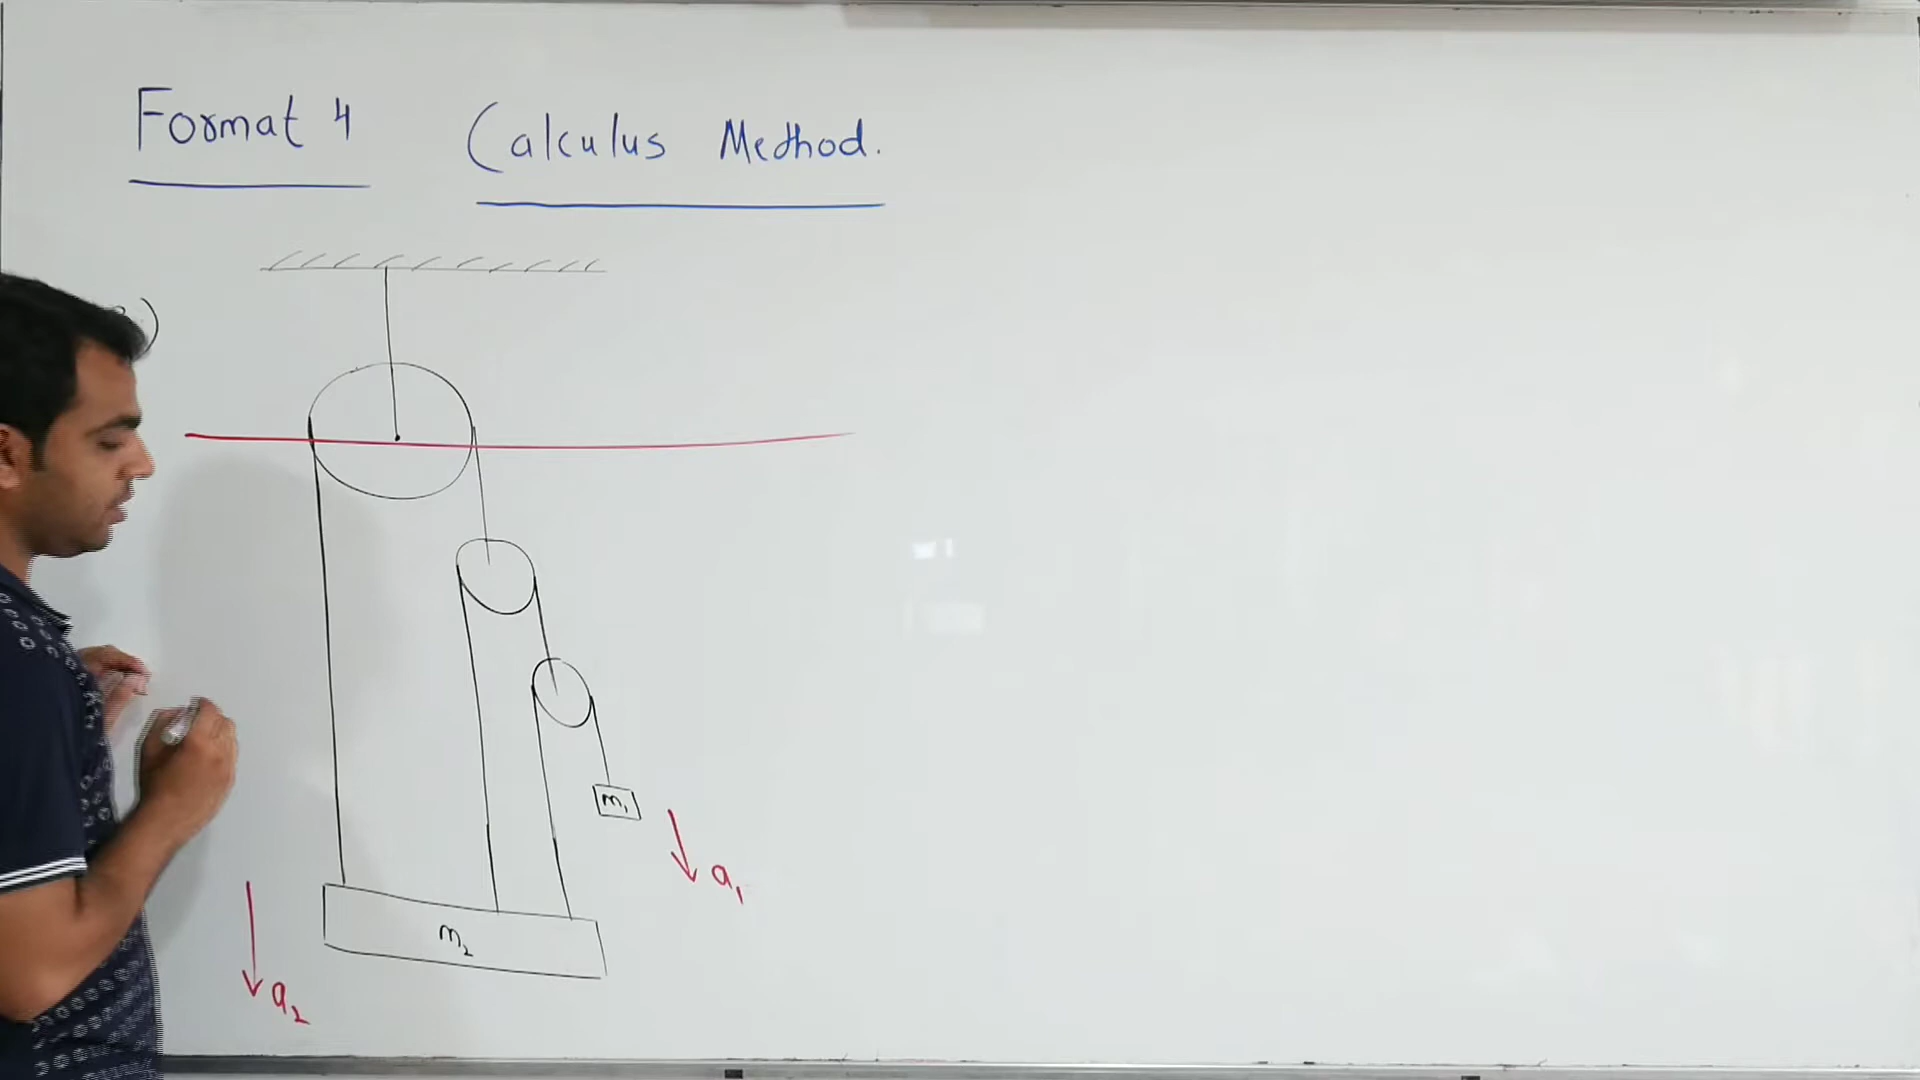 Format 4 Calculus Method.
)
m₁
a₁
m₂
a₂